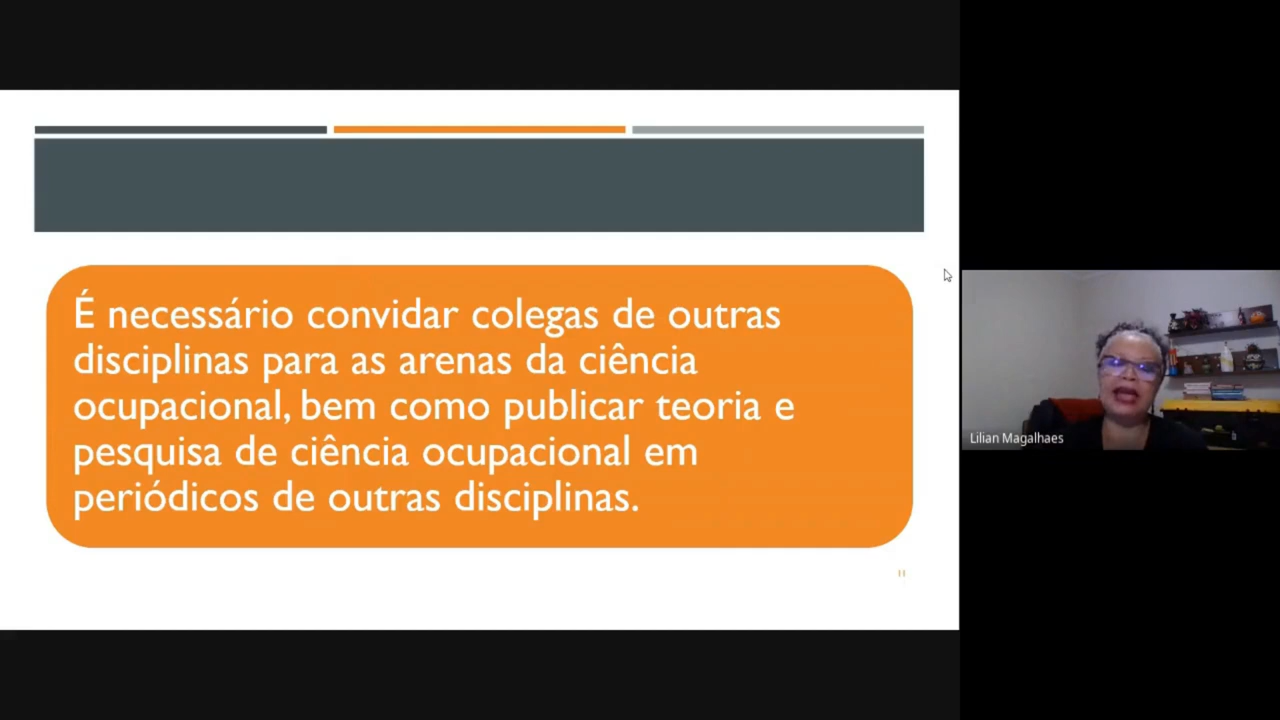 É necessário convidar colegas de outras
disciplinas para as arenas da ciência
ocupacional, bem como publicar teoria e
pesquisa de ciência ocupacional em
periódicos de outras disciplinas.
11
Lilian Magalhaes